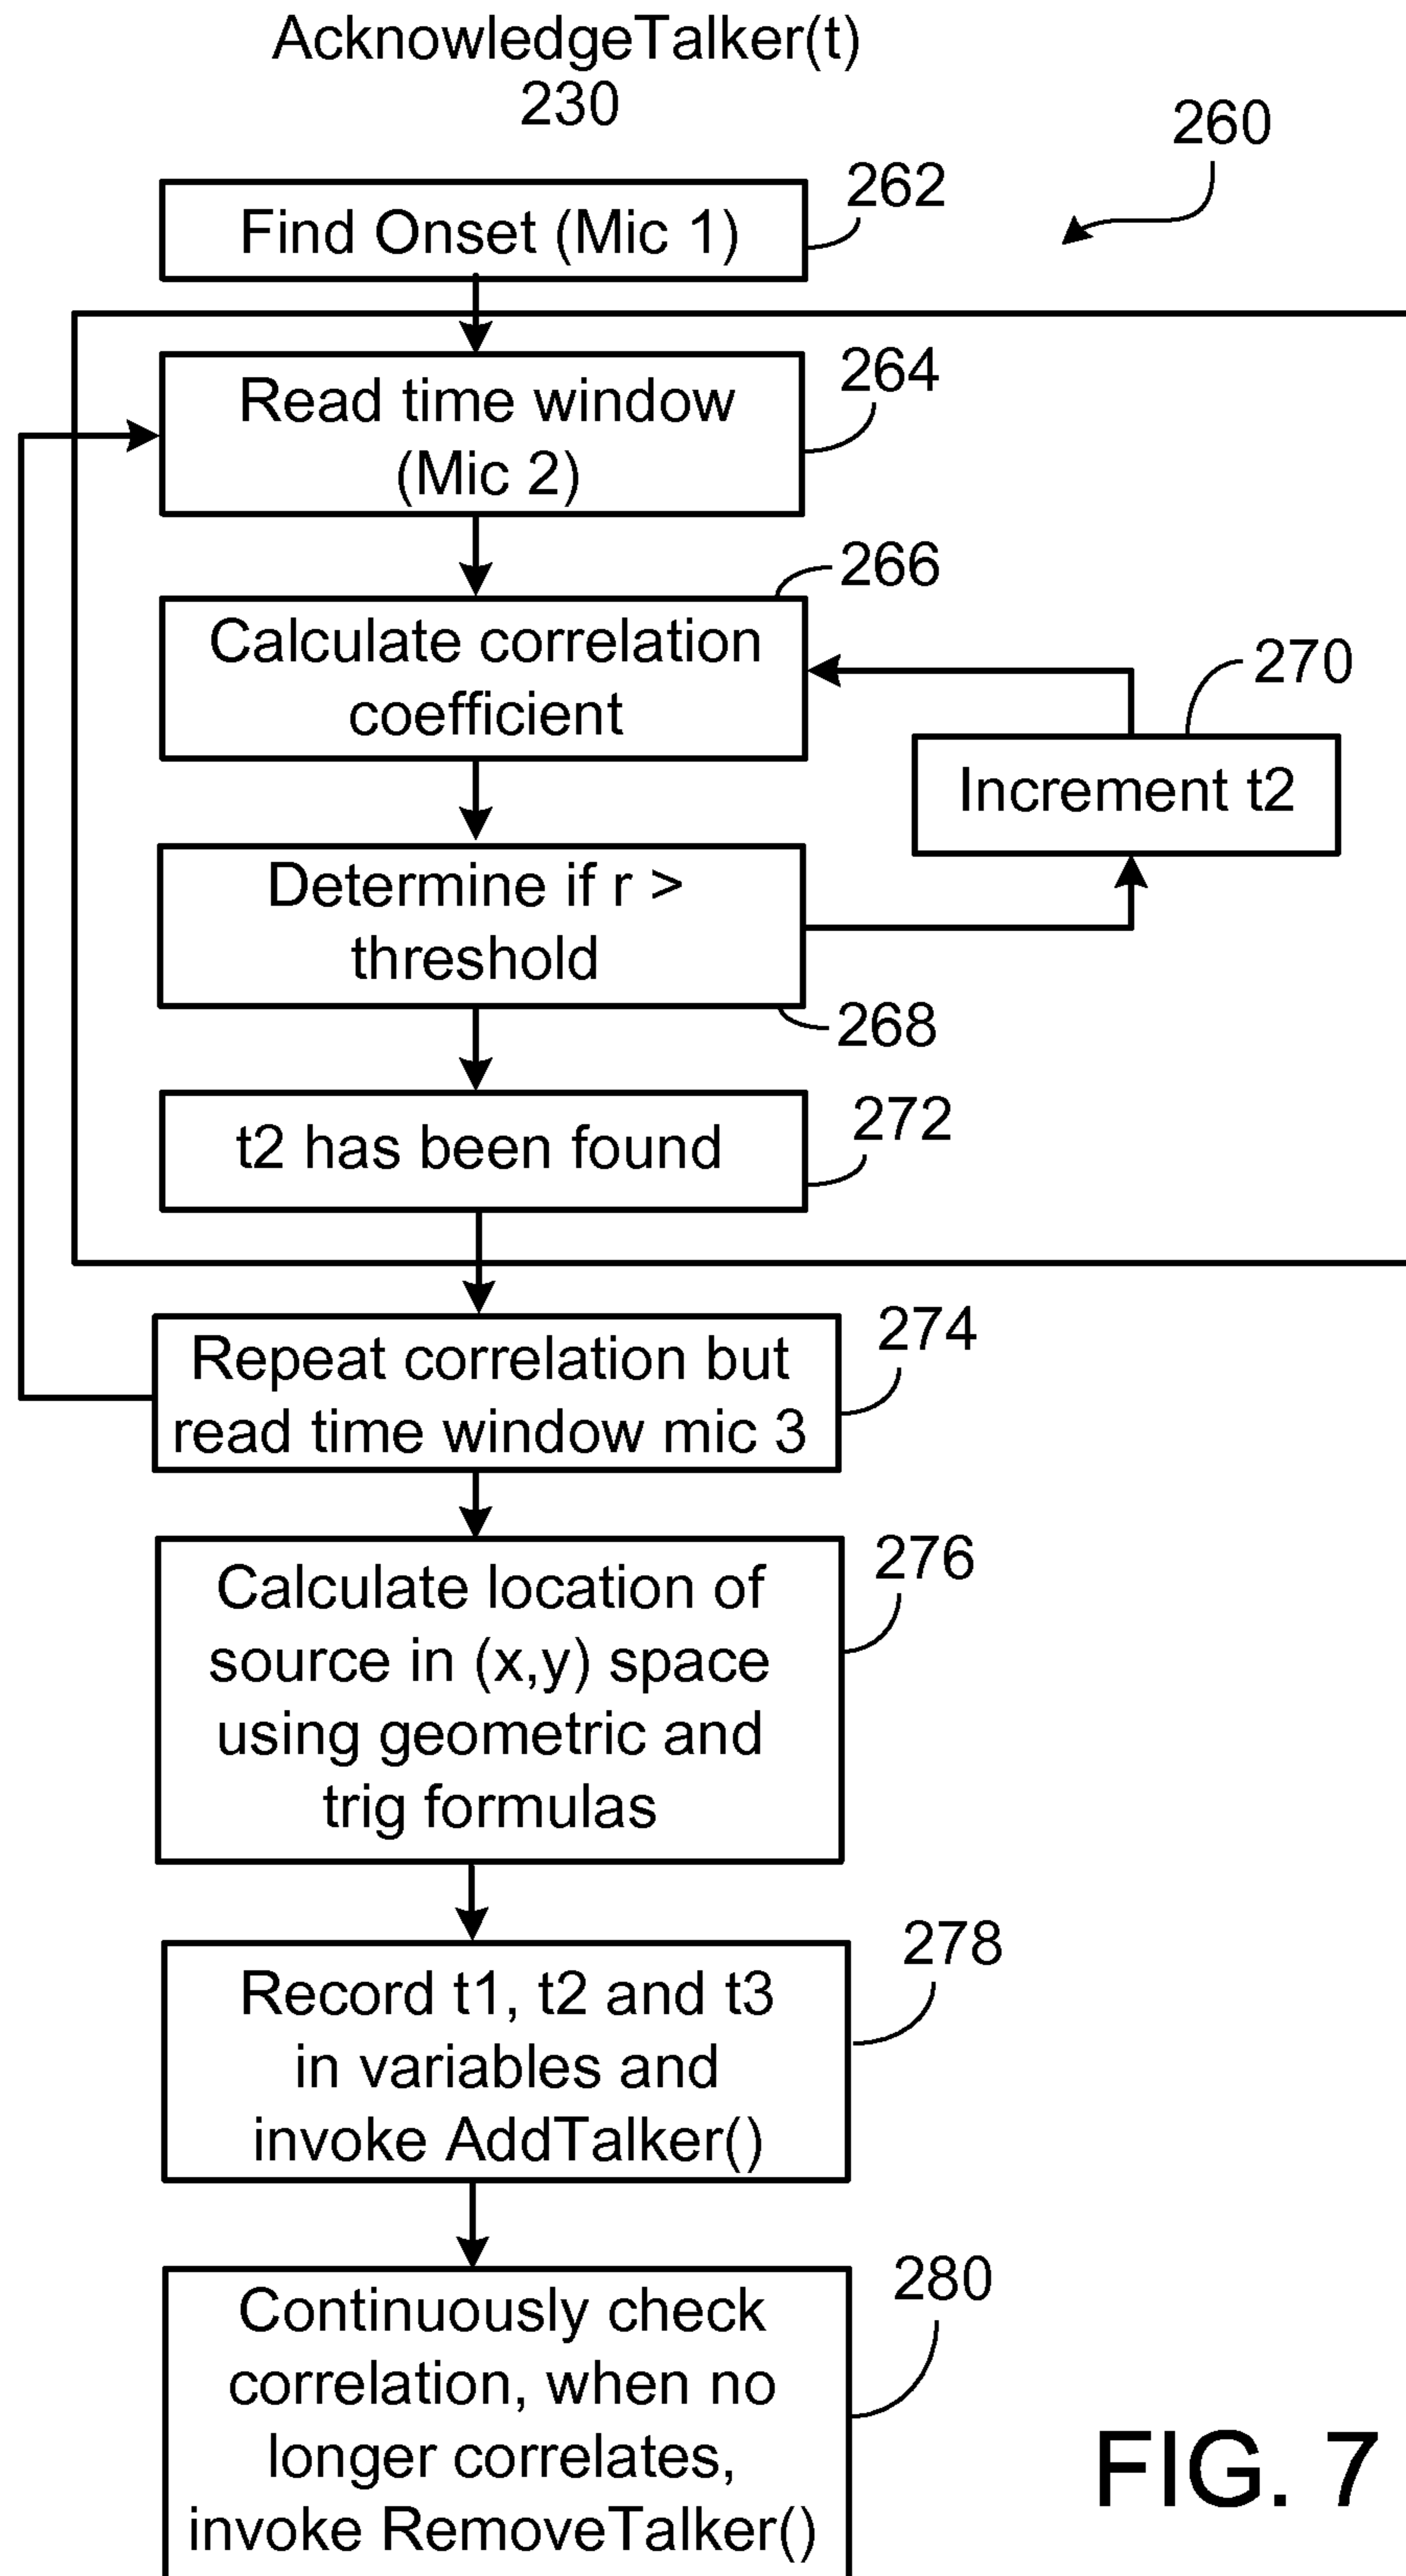 AcknowledgeTalker(t)
230
260
262
Find Onset (Mic 1)
264
Read time window
(Mic 2)
266
Calculate correlation
coefficient
270
Increment t2
Determine if r >
threshold
268
272
t2 has been found
274
Repeat correlation but
read time window mic 3
276
Calculate location of
source in (x,y) space
using geometric and
trig formulas
278
Record t1, t2 and t3
in variables and
invoke AddTalker()
280
Continuously check
correlation, when no
longer correlates,
invoke RemoveTalker()
FIG. 7